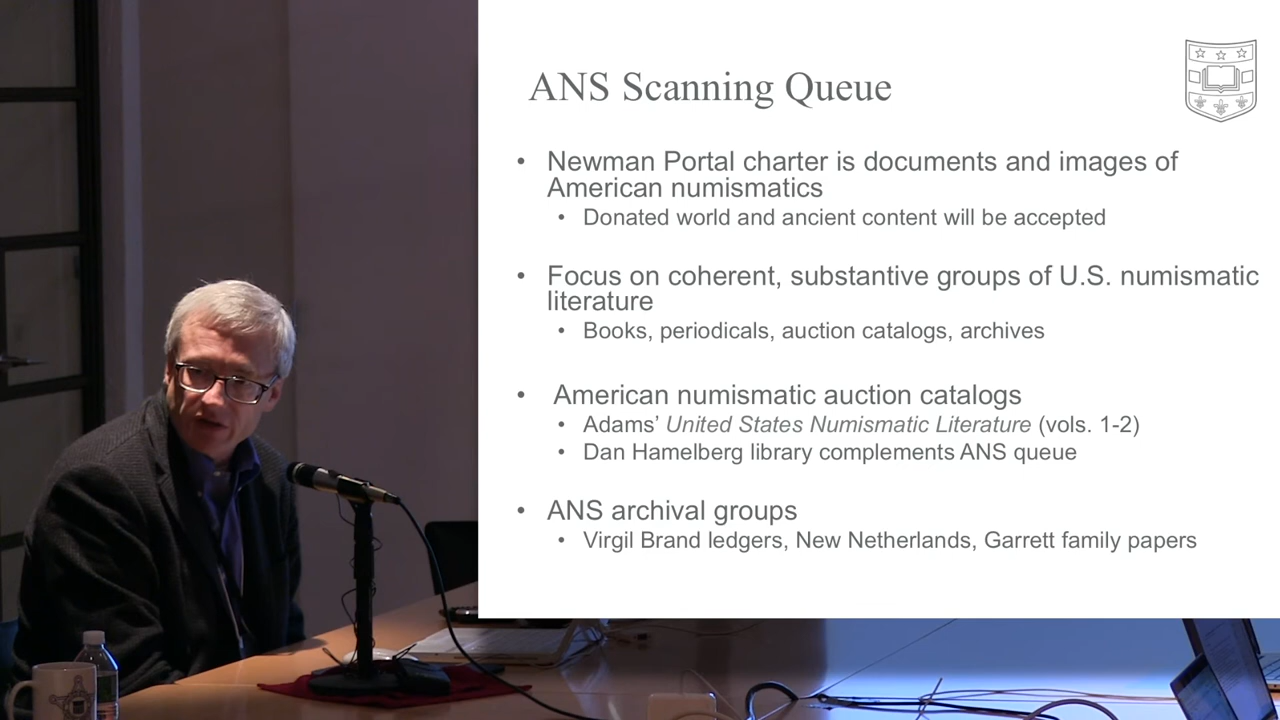 ANS Scanning Queue
• Newman Portal charter is documents and images of
American numismatics
• Donated world and ancient content will be accepted
• Focus on coherent, substantive groups of U.S. numismatic
literature
• Books, periodicals, auction catalogs, archives
• American numismatic auction catalogs
• Adams’ United States Numismatic Literature (vols. 1-2)
• Dan Hamelberg library complements ANS queue
• ANS archival groups
• Virgil Brand ledgers, New Netherlands, Garrett family papers